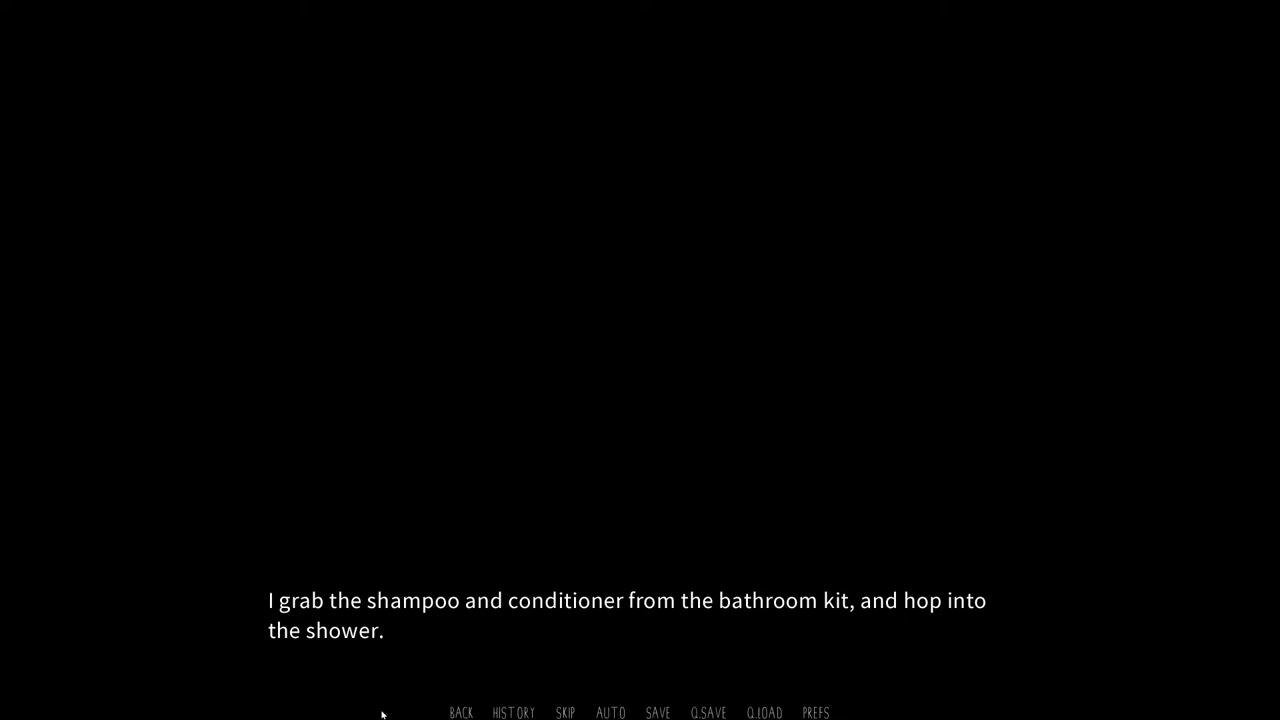 I grab the shampoo and conditioner from the bathroom kit, and hop into
the shower.
BACK HISTORY SKIP AUTO SAVE Q.SAVE Q.LOAD PREFS